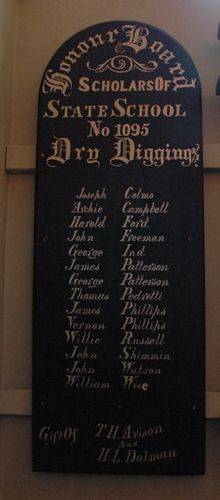 Honour Board
Scholars Of
State School
No 1095
Dry Diggings
Joseph Colmo
Archie Campbell
Harold Ford
John Freeman
George Ind
James Patterson
George Patterson
Thomas Pedretti
James Phillips
Vernon Phillips
Willie Russell
John Shimmin
John Watson
William Wise
Gift Of T H Avison
And
H L Dalman